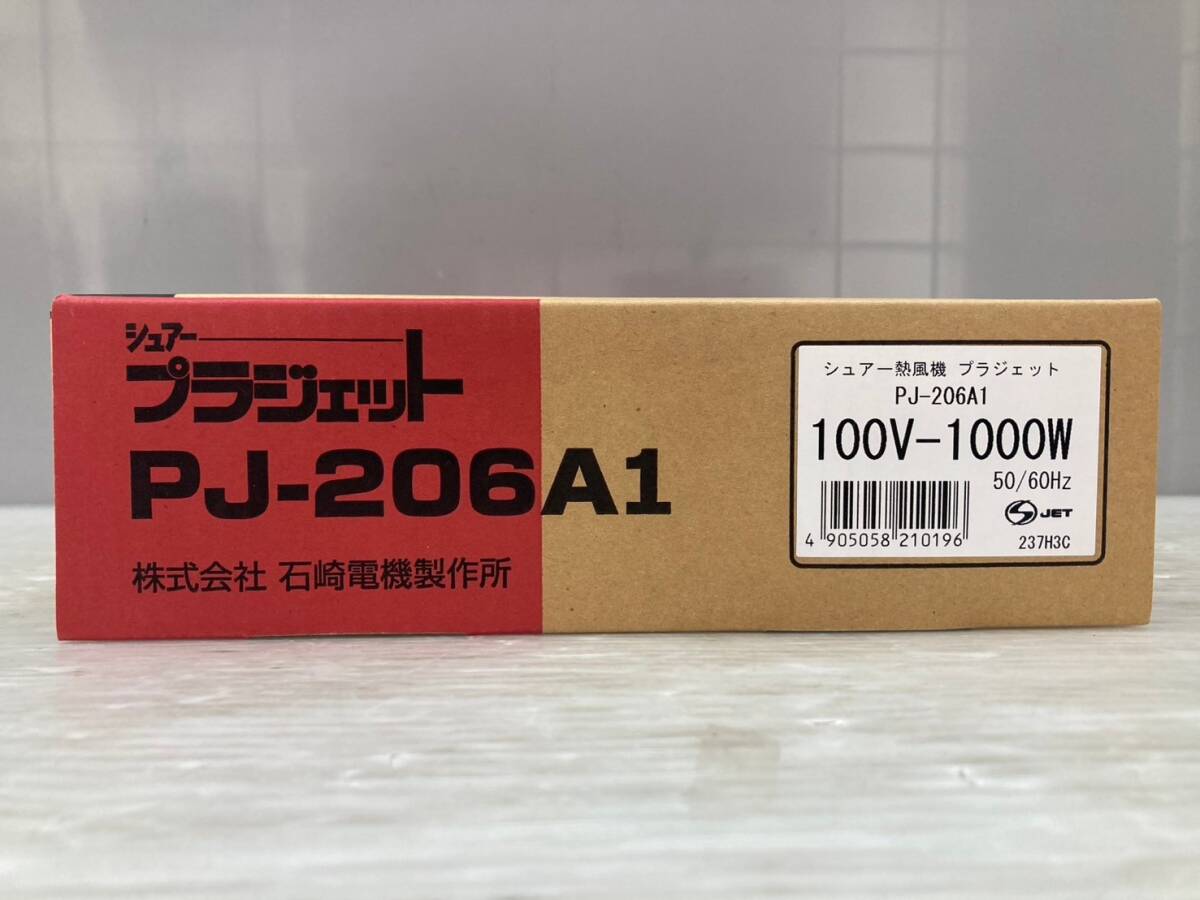 シュアー
プラジェット
PJ-206A1
株式会社 石崎電機製作所
シュアー熱風機 プラジェット
PJ-206A1
100V-1000W
50/60Hz
4 905058 210196
S JET
237H3C